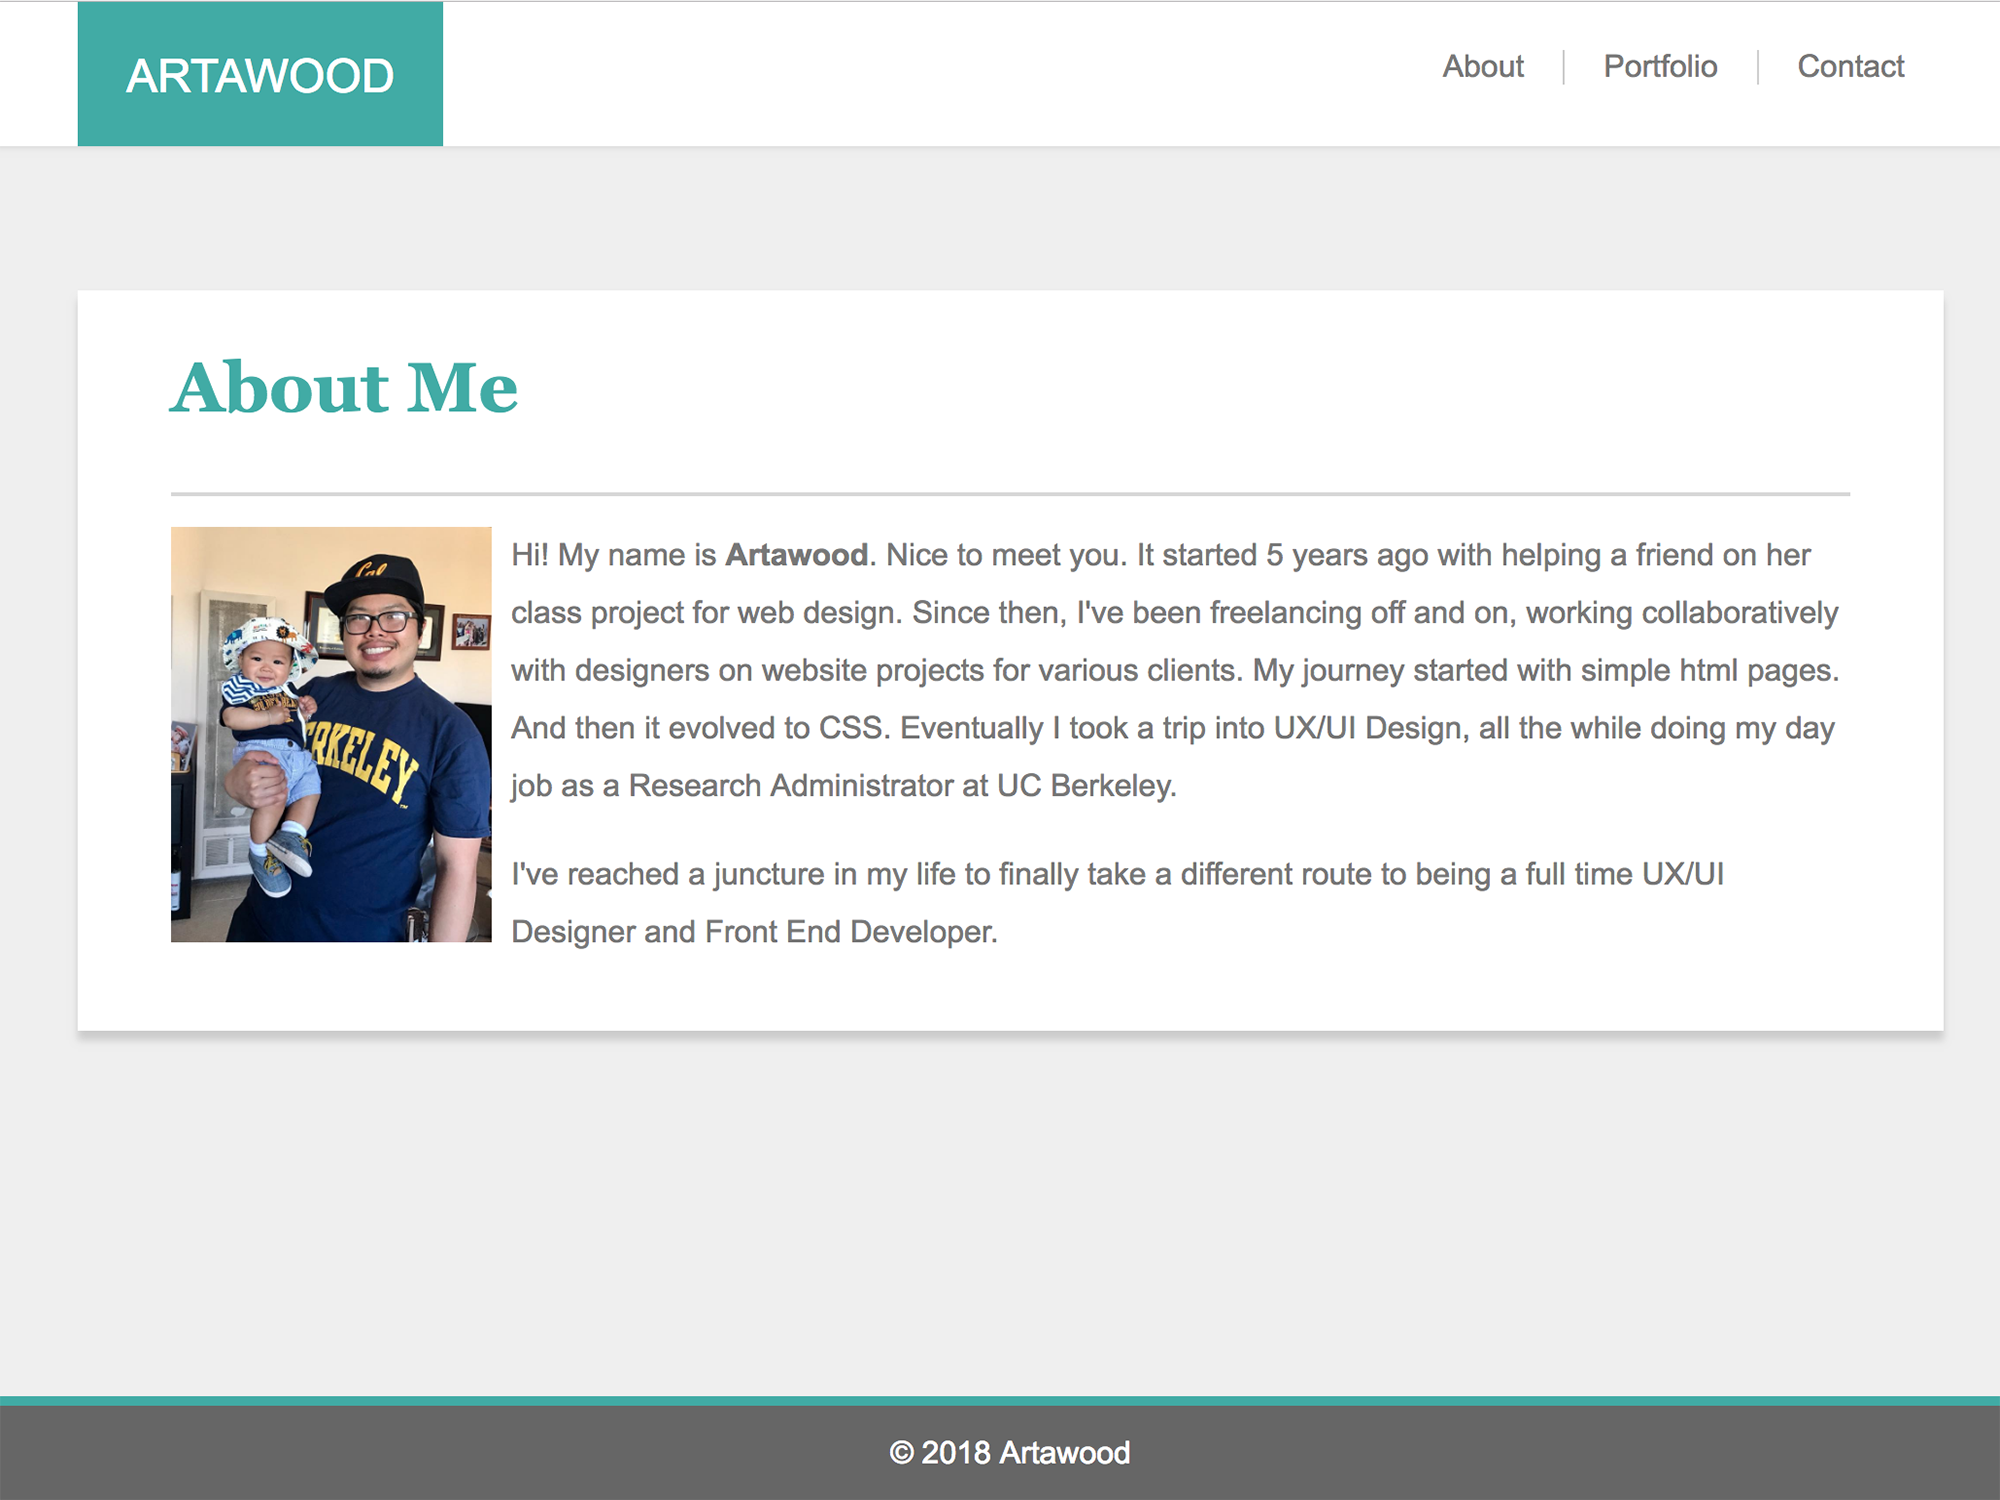 ARTAWOOD
About
Portfolio
Contact
About Me
Cal
BERKELEY
Hi! My name is Artawood. Nice to meet you. It started 5 years ago with helping a friend on her
class project for web design. Since then, I've been freelancing off and on, working collaboratively
with designers on website projects for various clients. My journey started with simple html pages.
And then it evolved to CSS. Eventually I took a trip into UX/UI Design, all the while doing my day
job as a Research Administrator at UC Berkeley.
I've reached a juncture in my life to finally take a different route to being a full time UX/UI
Designer and Front End Developer.
© 2018 Artawood